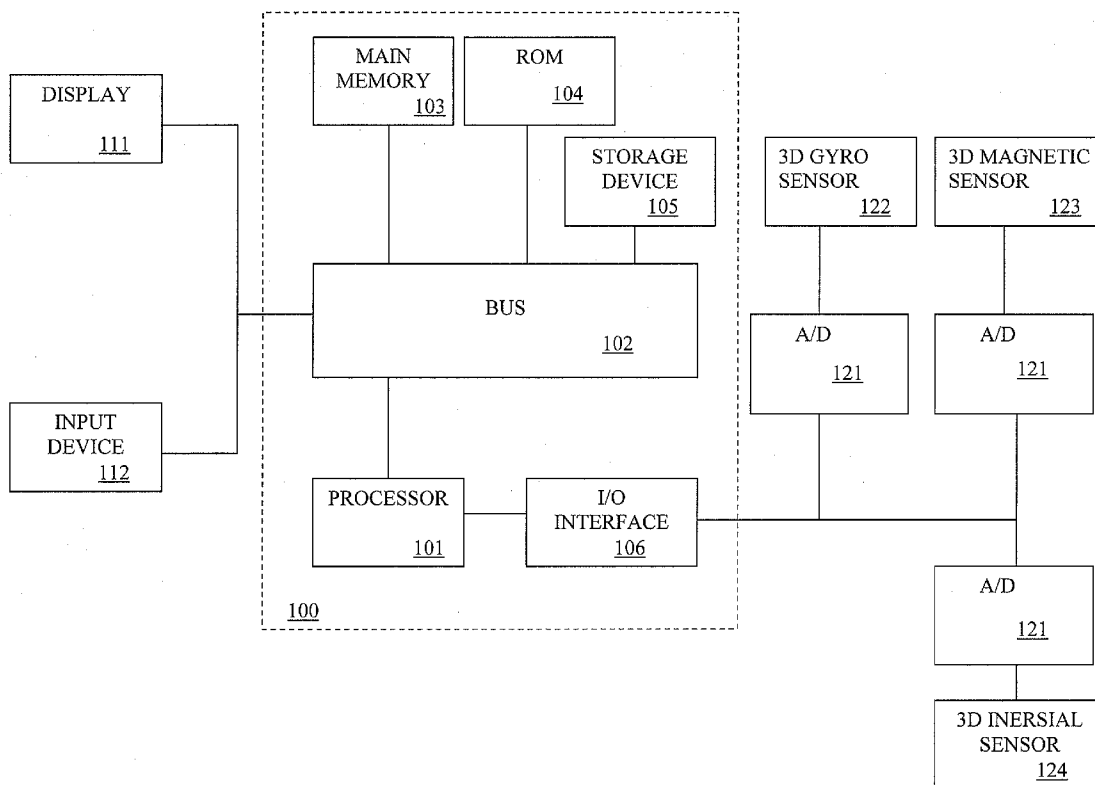 DISPLAY
111
INPUT
DEVICE
112
MAIN
MEMORY
103
ROM
104
STORAGE
DEVICE
105
BUS
102
PROCESSOR
101
I/O
INTERFACE
106
100
3D GYRO
SENSOR
122
3D MAGNETIC
SENSOR
123
A/D
121
A/D
121
A/D
121
3D INERSIAL
SENSOR
124